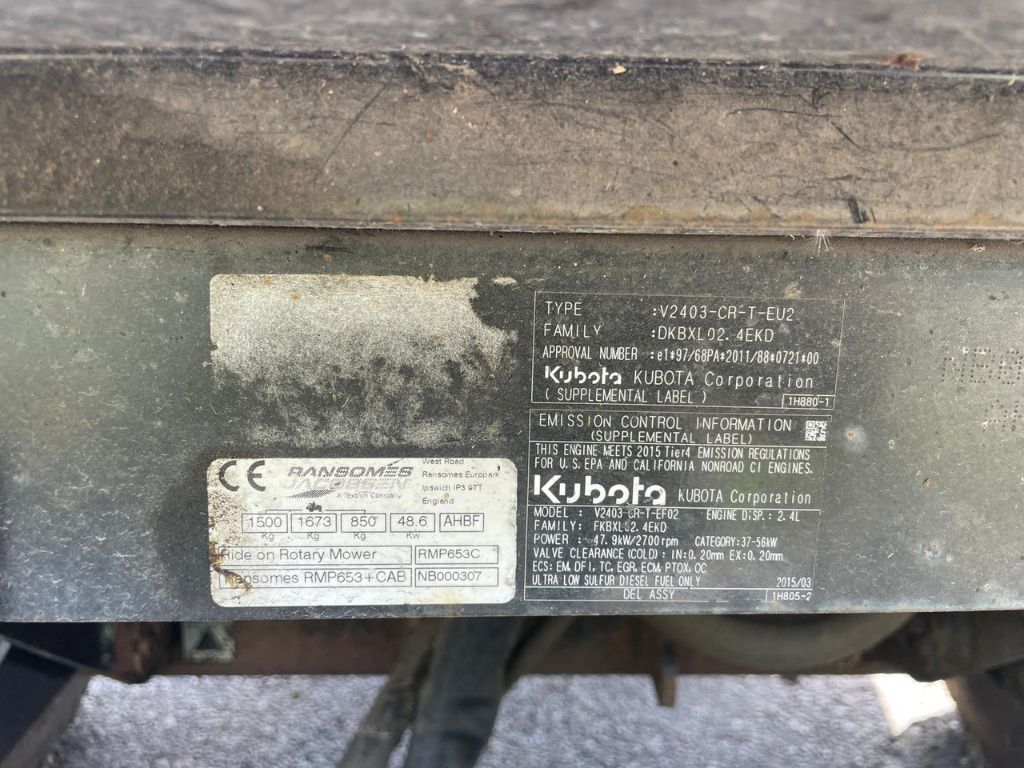 TYPE :V2403-CR-T-EU2
FAMILY :DKBXL02.4EKD
APPROVAL NUMBER :e1*97/68PA*2011/88*0721*00
Kubota KUBOTA Corporation
( SUPPLEMENTAL LABEL ) 1H880-1
EMISSION CONTROL INFORMATION
(SUPPLEMENTAL LABEL)
THIS ENGINE MEETS 2015 Tier4 EMISSION REGULATIONS
FOR U.S. EPA AND CALIFORNIA NONROAD CI ENGINES.
Kubota KUBOTA Corporation
MODEL : V2403-CR-T-EF02 ENGINE DISP.: 2.4L
FAMILY: FKBXL02.4EKD
POWER : 47.9kW/2700rpm CATEGORY:37-56kW
VALVE CLEARANCE (COLD) : IN:0.20mm EX:0.20mm
ECS: EM, DFI, TC, EGR, ECM, PTOX, OC
ULTRA LOW SULFUR DIESEL FUEL ONLY 2015/03
DEL ASSY 1H805-2
CE RANSOMES
JACOBSEN
A Textron Company
West Road
Ransomes Europark
Ipswich IP3 9TT
England
1500 1673 850 48.6 AHBF
Kg Kg Kg Kw
Ride on Rotary Mower RMP653C
Ransomes RMP653+CAB NB000307